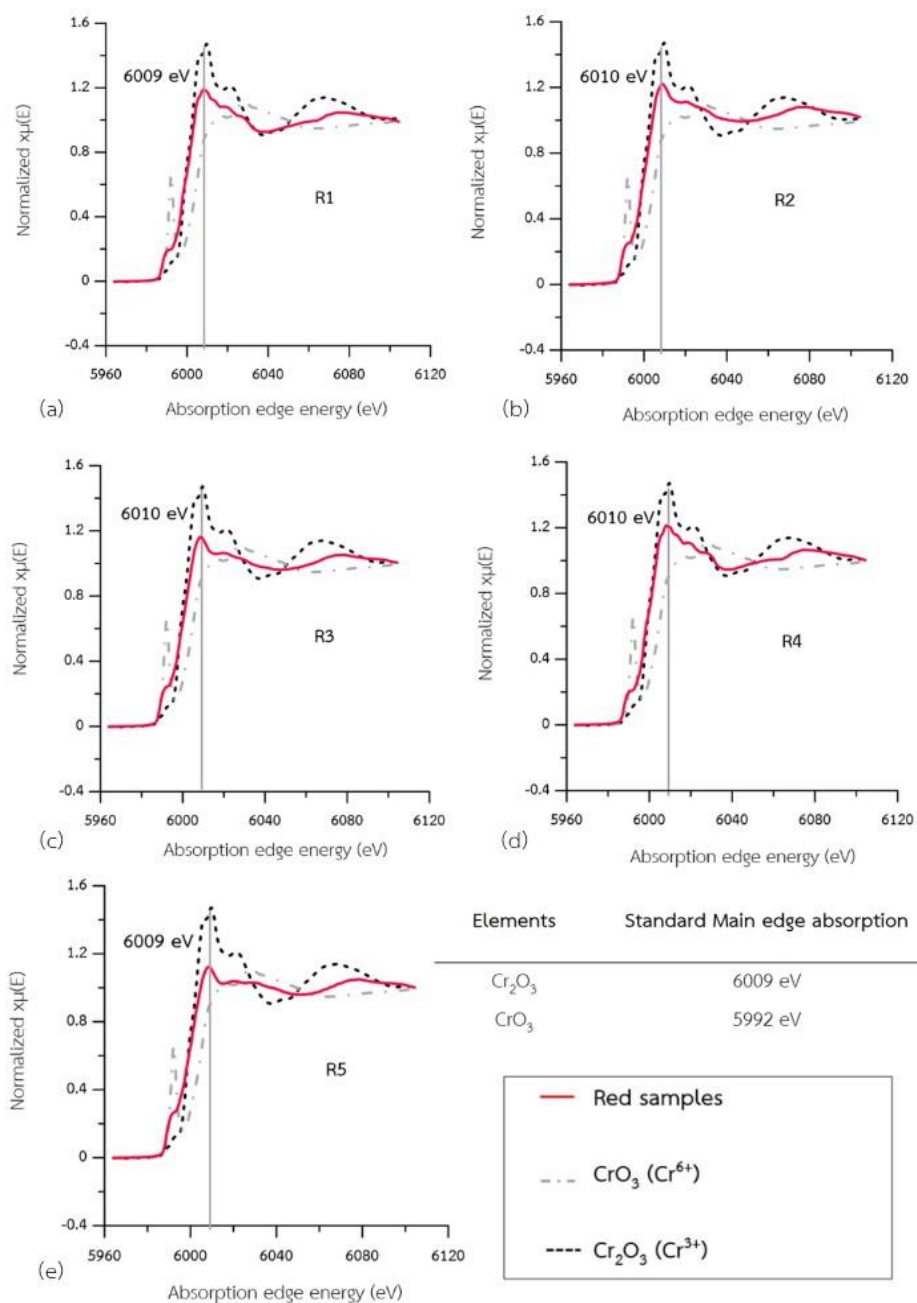 1.6
1.2
0.8
0.4
0
-0.4
Normalized xμ(E)
6009 eV
R1
5960
6000
6040
6080
6120
(a)
Absorption edge energy (eV)
1.6
1.2
0.8
0.4
0
-0.4
Normalized xμ(E)
6010 eV
R2
5960
6000
6040
6080
6120
(b)
Absorption edge energy (eV)
1.6
1.2
0.8
0.4
0
-0.4
Normalized xμ(E)
6010 eV
R3
5960
6000
6040
6080
6120
(c)
Absorption edge energy (eV)
1.6
1.2
0.8
0.4
0
-0.4
Normalized xμ(E)
6010 eV
R4
5960
6000
6040
6080
6120
(d)
Absorption edge energy (eV)
1.6
1.2
0.8
0.4
0
-0.4
Normalized xμ(E)
6009 eV
R5
5960
6000
6040
6080
6120
(e)
Absorption edge energy (eV)
Elements Standard Main edge absorption
Cr₂O₃ 6009 eV
CrO₃ 5992 eV
Red samples
CrO₃ (Cr⁶⁺)
Cr₂O₃ (Cr³⁺)